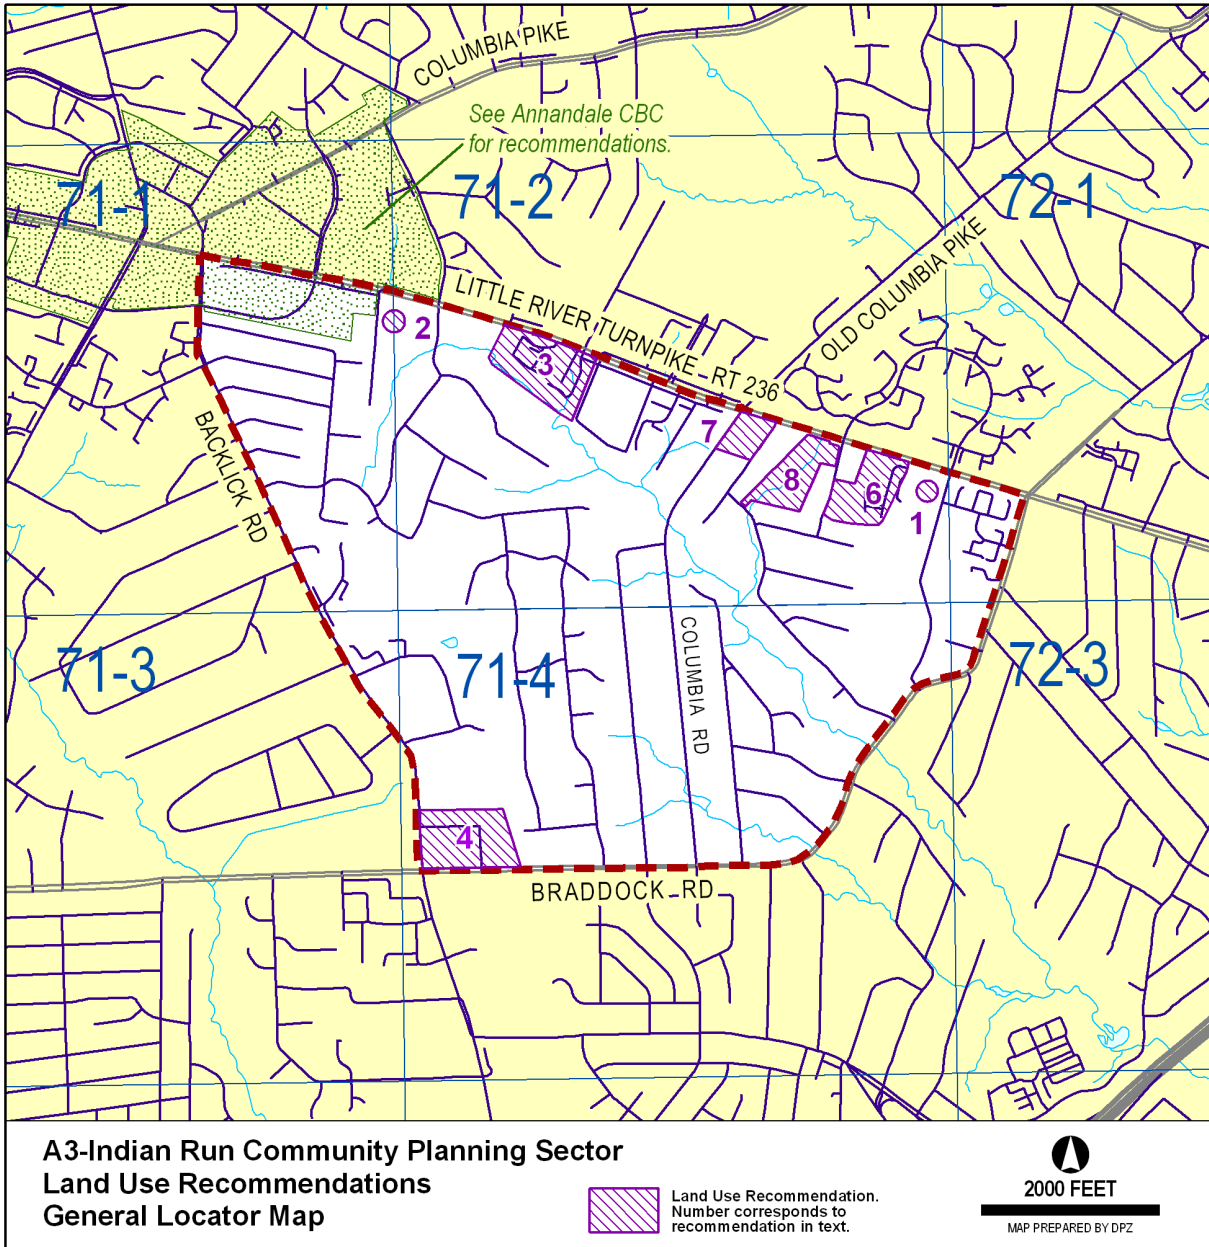 COLUMBIA PIKE
See Annandale CBC
for recommendations.
71-1
71-2
72-1
OLD COLUMBIA PIKE
LITTLE RIVER TURNPIKE - RT 236
2
3
7
8
6
1
BACKLICK RD
71-3
71-4
COLUMBIA RD
72-3
4
BRADDOCK RD
A3-Indian Run Community Planning Sector
Land Use Recommendations
General Locator Map
Land Use Recommendation.
Number corresponds to
recommendation in text.
2000 FEET
MAP PREPARED BY DPZ